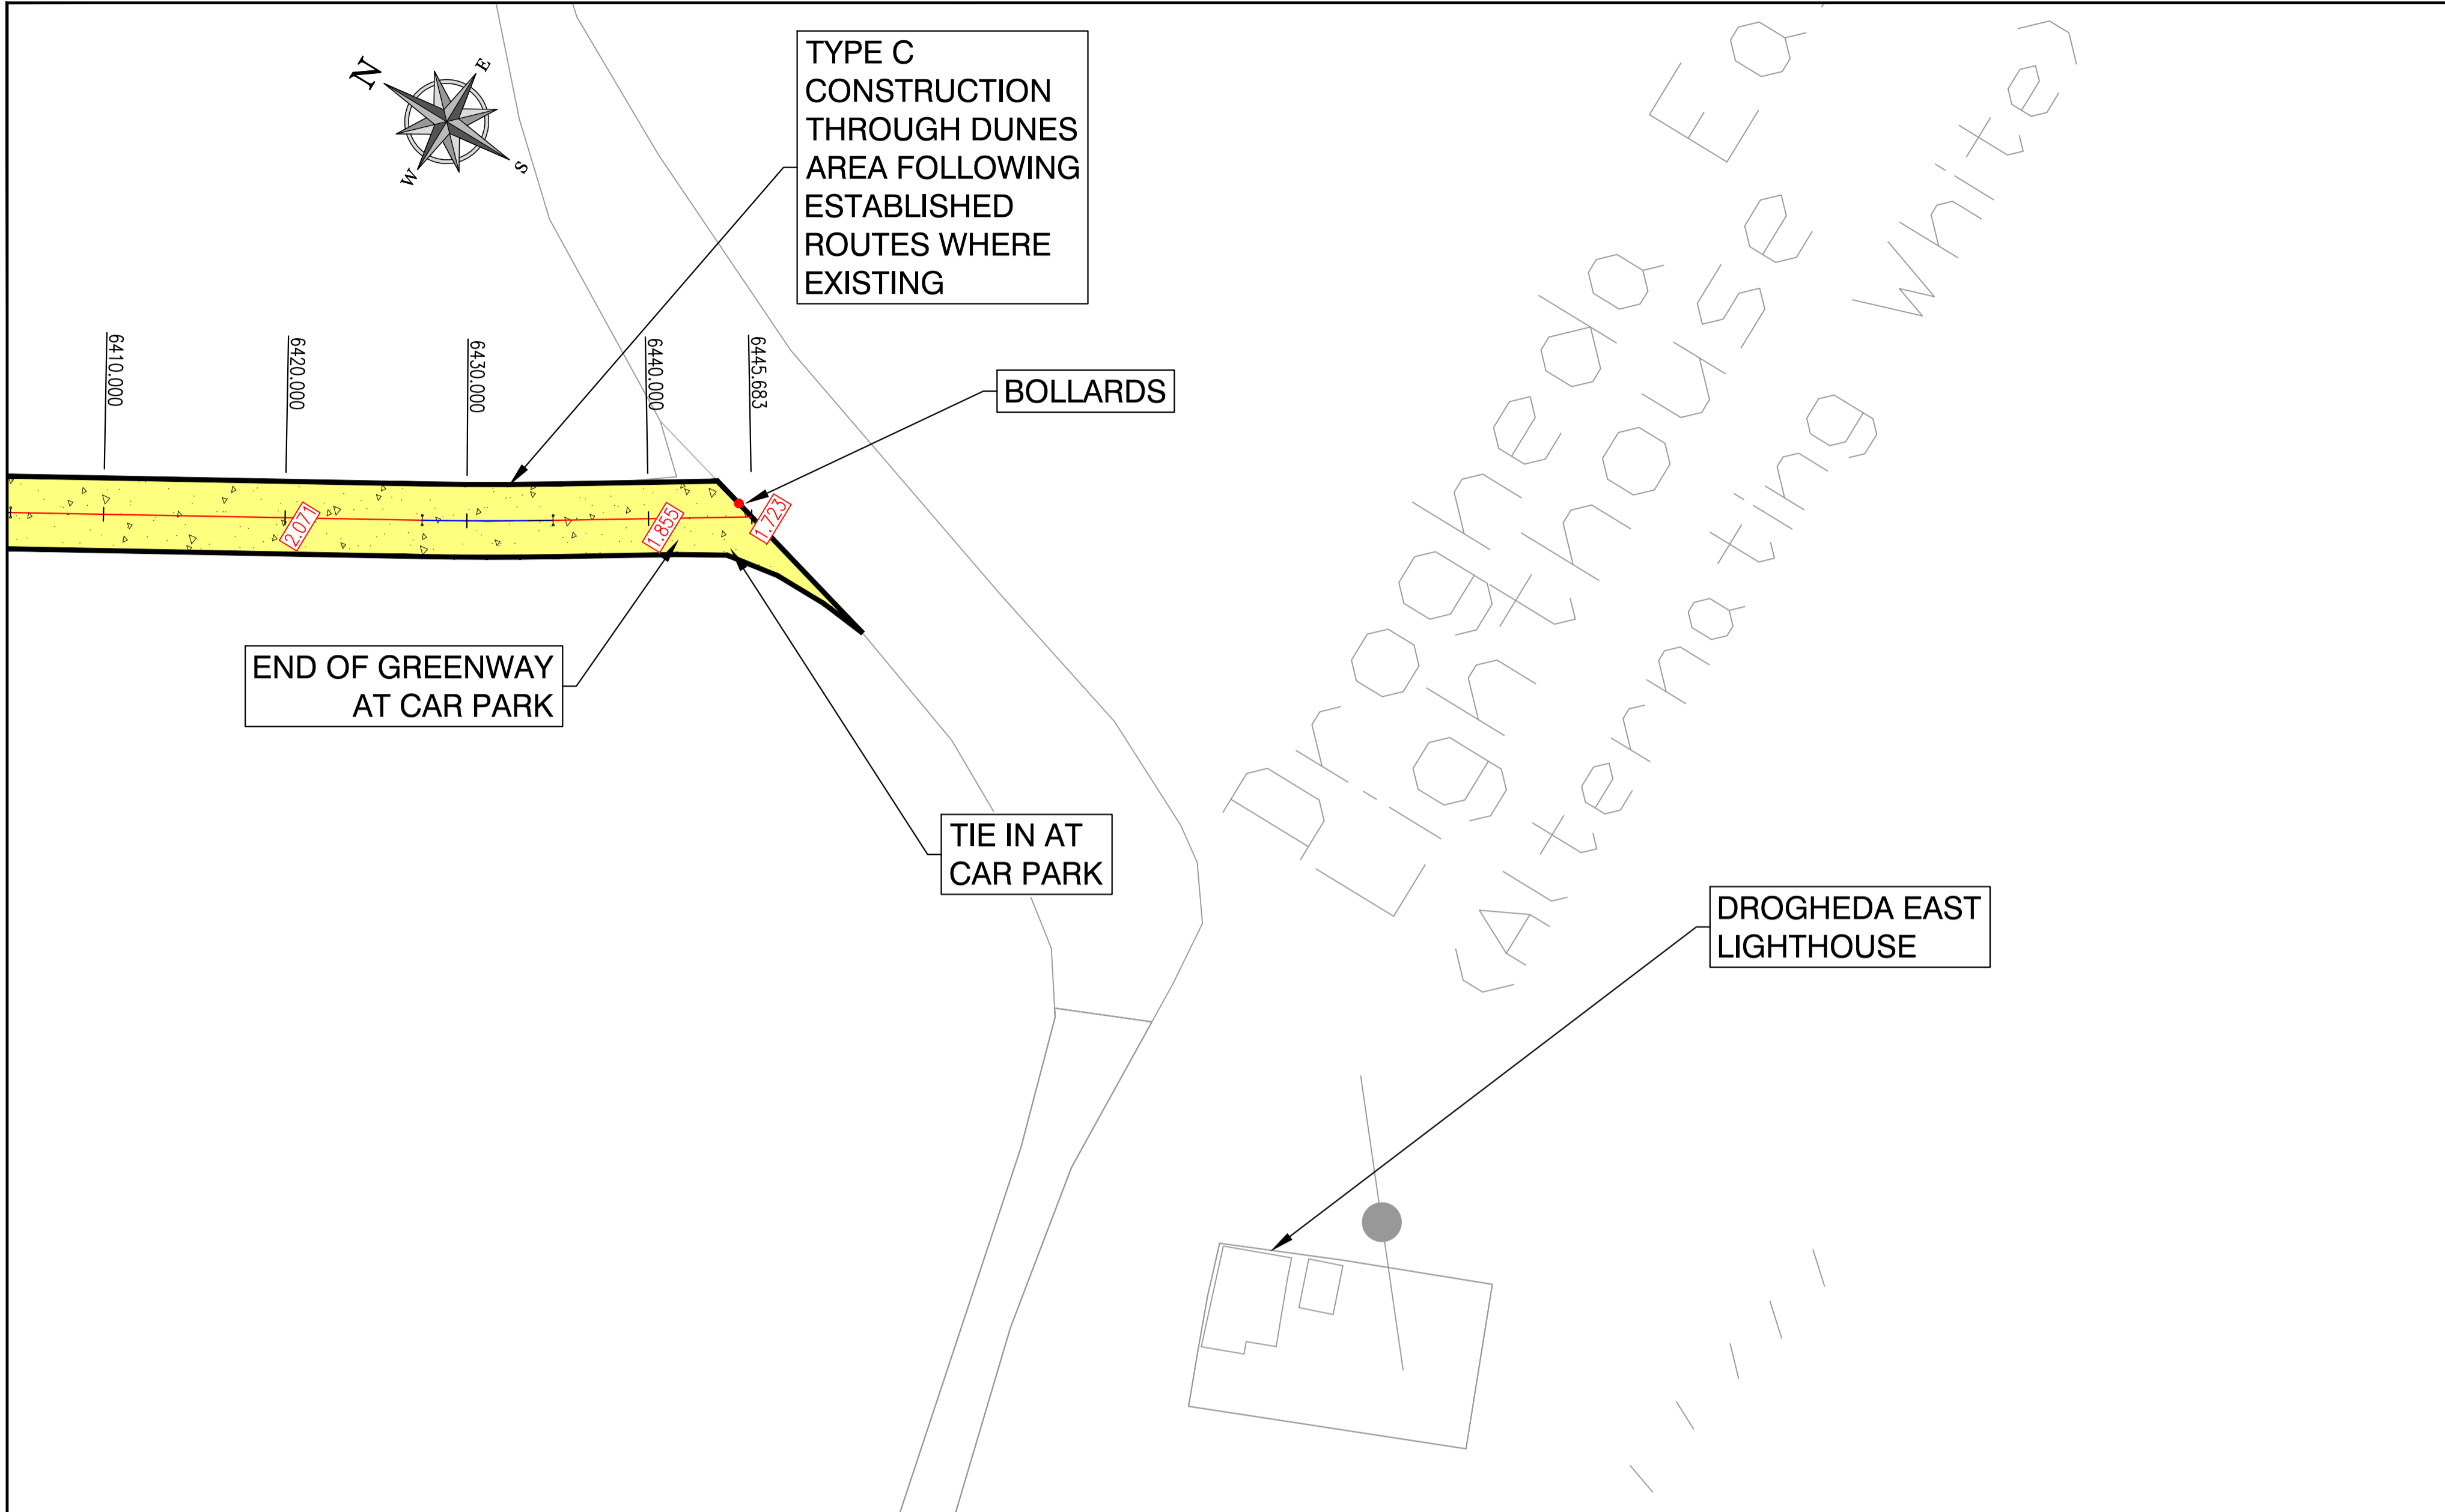 N
E
S
W
TYPE C
CONSTRUCTION
THROUGH DUNES
AREA FOLLOWING
ESTABLISHED
ROUTES WHERE
EXISTING
BOLLARDS
6410.000
6420.000
6430.000
6440.000
6445.683
2.071
1.855
1.723
END OF GREENWAY
AT CAR PARK
TIE IN AT
CAR PARK
Drogheda Ea
Lighthouse
(Alternating White
DROGHEDA EAST
LIGHTHOUSE